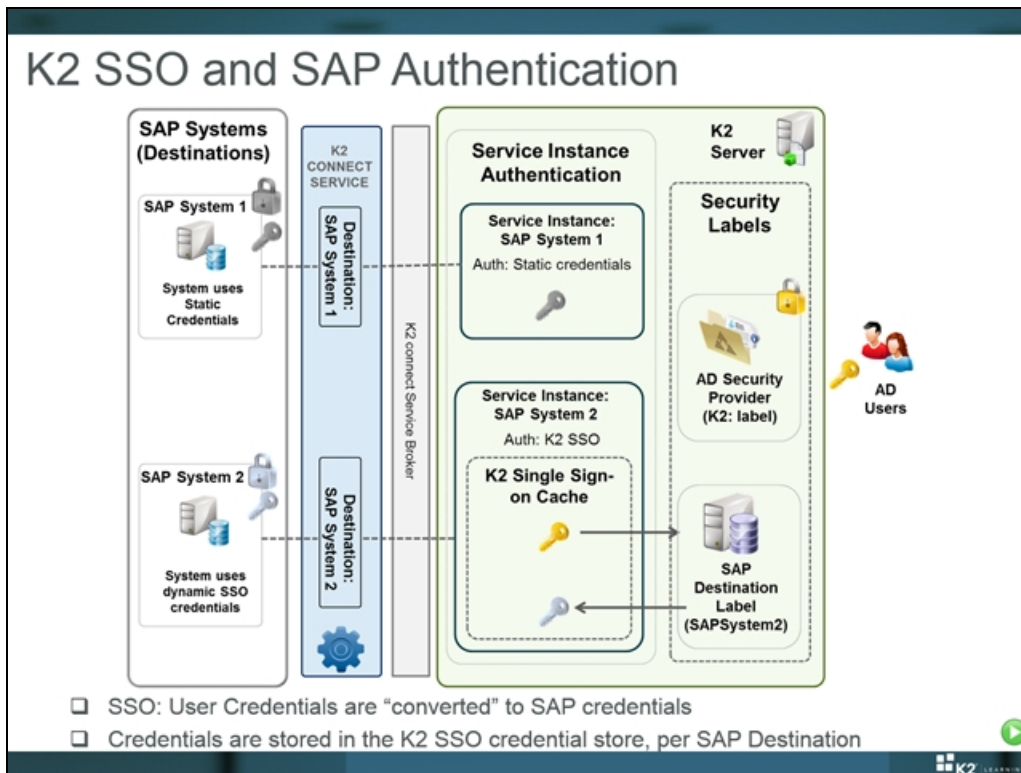 K2 SSO and SAP Authentication
SAP Systems
(Destinations)
SAP System 1
System uses
Static
Credentials
SAP System 2
System uses
dynamic SSO
credentials
K2
CONNECT
SERVICE
Destination:
SAP System 1
Destination:
SAP System 2
K2 connect Service Broker
Service Instance
Authentication
Service Instance:
SAP System 1
Auth: Static credentials
Service Instance:
SAP System 2
Auth: K2 SSO
K2 Single Sign-
on Cache
K2
Server
Security
Labels
AD Security
Provider
(K2: label)
SAP
Destination
Label
(SAPSystem2)
AD
Users
SSO: User Credentials are “converted” to SAP credentials
Credentials are stored in the K2 SSO credential store, per SAP Destination
K2 LEARNING